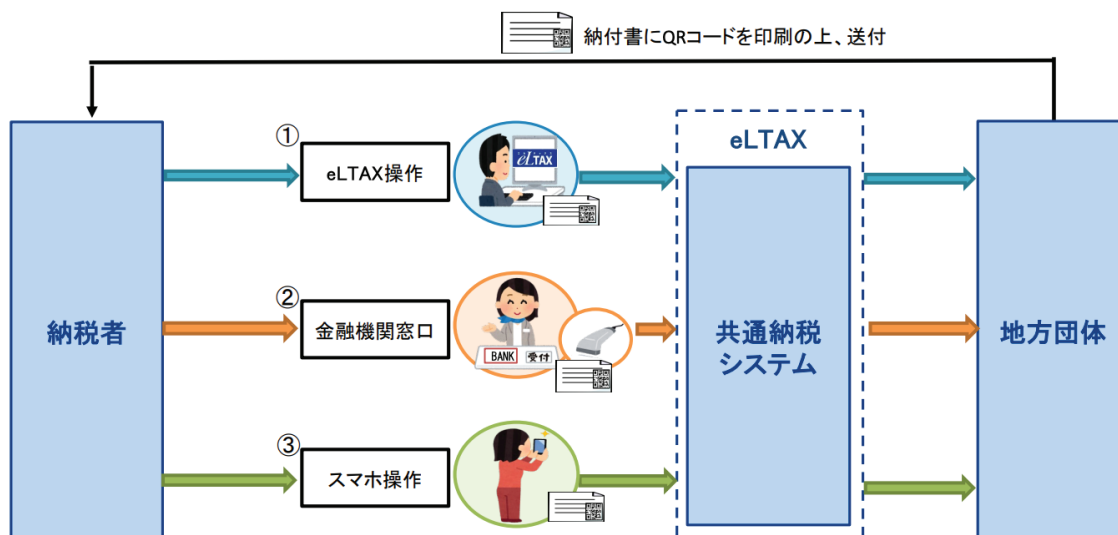 納付書にQRコードを印刷の上、送付
①
eLTAX操作
eLTAX
eLTAX
②
納税者
金融機関窓口
BANK
受付
共通納税
システム
地方団体
③
スマホ操作